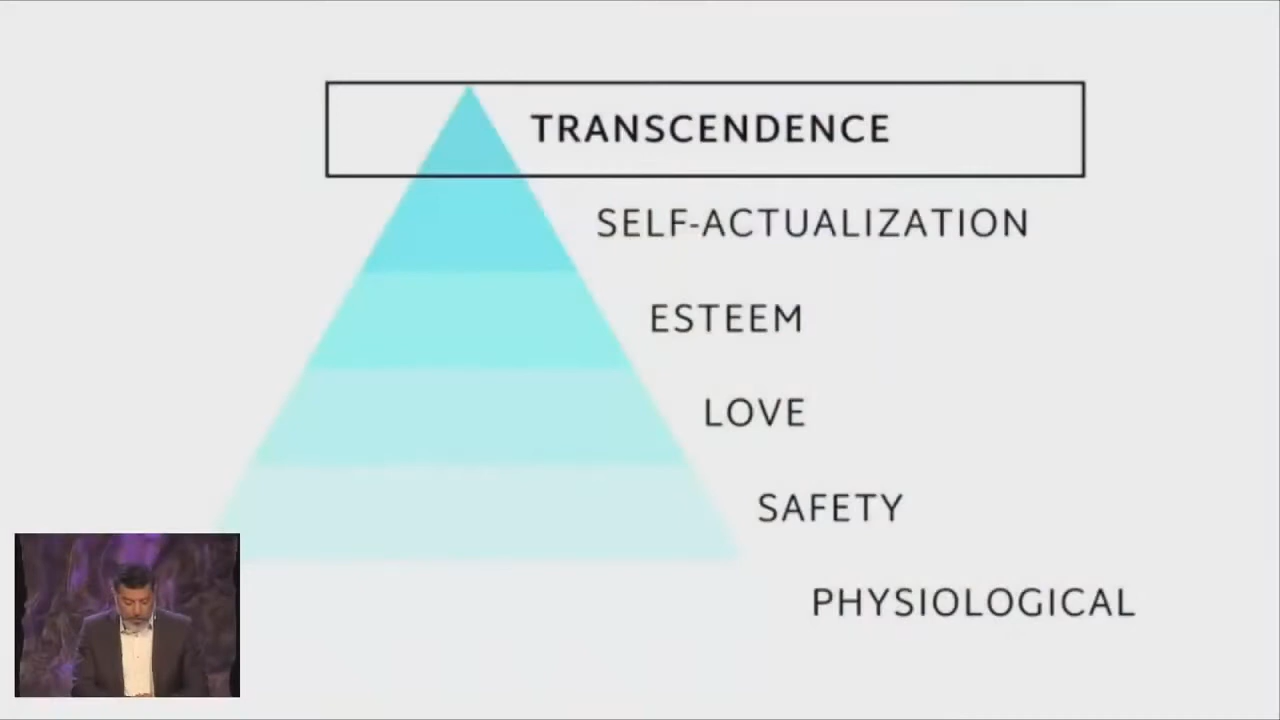 TRANSCENDENCE
SELF-ACTUALIZATION
ESTEEM
LOVE
SAFETY
PHYSIOLOGICAL